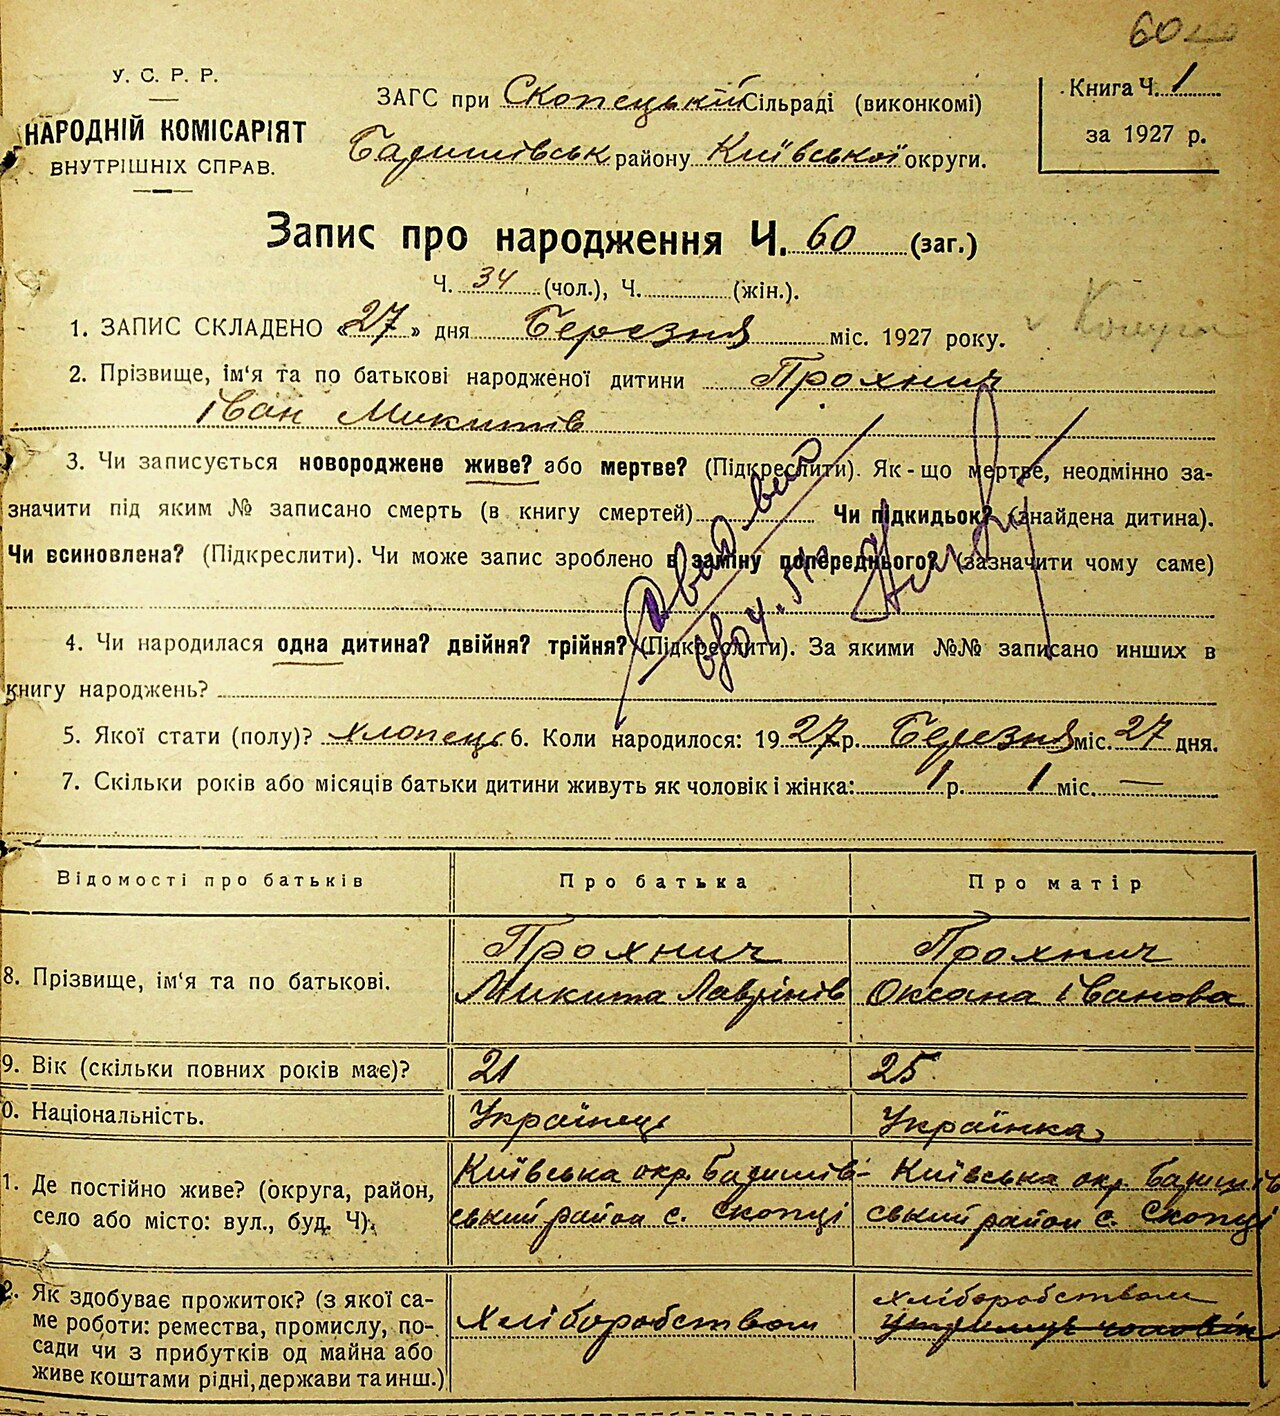 60
У. С. Р. Р.
НАРОДНІЙ КОМІСАРІЯТ
ВНУТРІШНІХ СПРАВ.
ЗАГС при Скопецькій Сільраді (виконкомі)
Баришівськ району Київської округи.
Книга Ч. 1
за 1927 р.
Запис про народження Ч. 60 (заг.)
Ч. 34 (чол.), Ч. (жін.).
1. ЗАПИС СКЛАДЕНО «27» дня Березня міс. 1927 року.
2. Прізвище, ім‘я та по батькові народженої дитини Прохнич
Іван Микитів
3. Чи записується новороджене живе? або мертве? (Підкреслити). Як-що мертве, неодмінно за-
значити під яким № записано смерть (в книгу смертей) Чи підкидьок? (знайдена дитина).
Чи всиновлена? (Підкреслити). Чи може запис зроблено в заміну попереднього? (зазначити чому саме)
4. Чи народилася одна дитина? двійня? трійня? (Підкреслити). За якими №№ записано инших в
книгу народжень?
5. Якої стати (полу)? хлопець 6. Коли народилося: 1927 р. Березня міс. 27 дня.
7. Скільки років або місяців батьки дитини живуть як чоловік і жінка: 1 р. 1 міс. —
Відомості про батьків
Про батька
Про матір
8. Прізвище, ім‘я та по батькові.
Прохнич
Микита Лаврінів
Прохнич
Оксана Іванова
9. Вік (скільки повних років має)?
21
25
0. Національність.
Українець
Українка
1. Де постійно живе? (округа, район,
село або місто: вул., буд. Ч).
Київська окр. Баришів-
ський район с. Скопці
Київська окр. Баришів
ський район с. Скопці
2. Як здобуває прожиток? (з якої са-
ме роботи: ремества, промислу, по-
сади чи з прибутків од майна або
живе коштами рідні, держави та инш.)
хліборобством
хліборобством
утримує чоловік